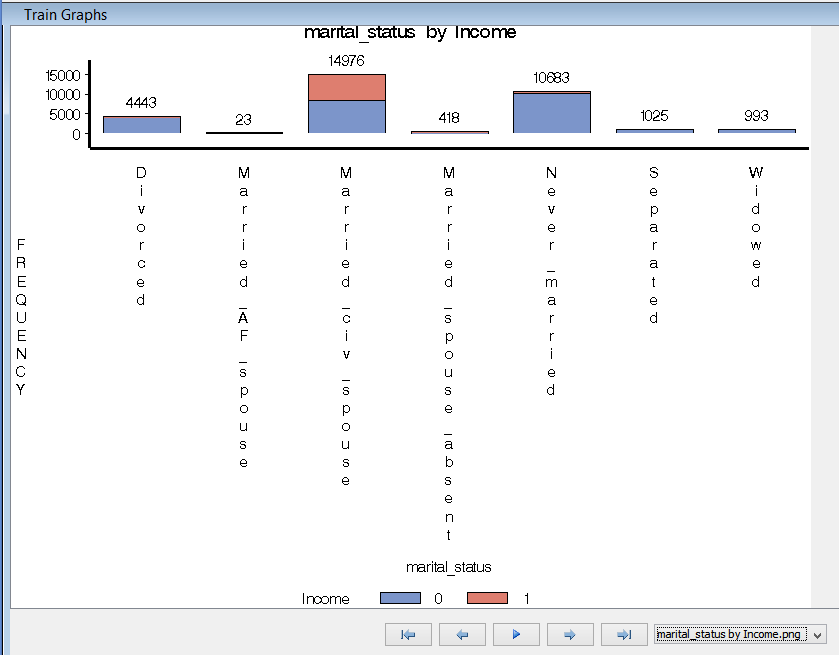 Train Graphs
marital_status by Income
15000
10000
5000
0
4443
23
14976
418
10683
1025
993
FREQUENCY
Divorced
Married_AF_spouse
Married_civ_spouse
Married_spouse_absent
Never_married
Separated
Widowed
marital_status
Income 0 1
marital_status by Income.png